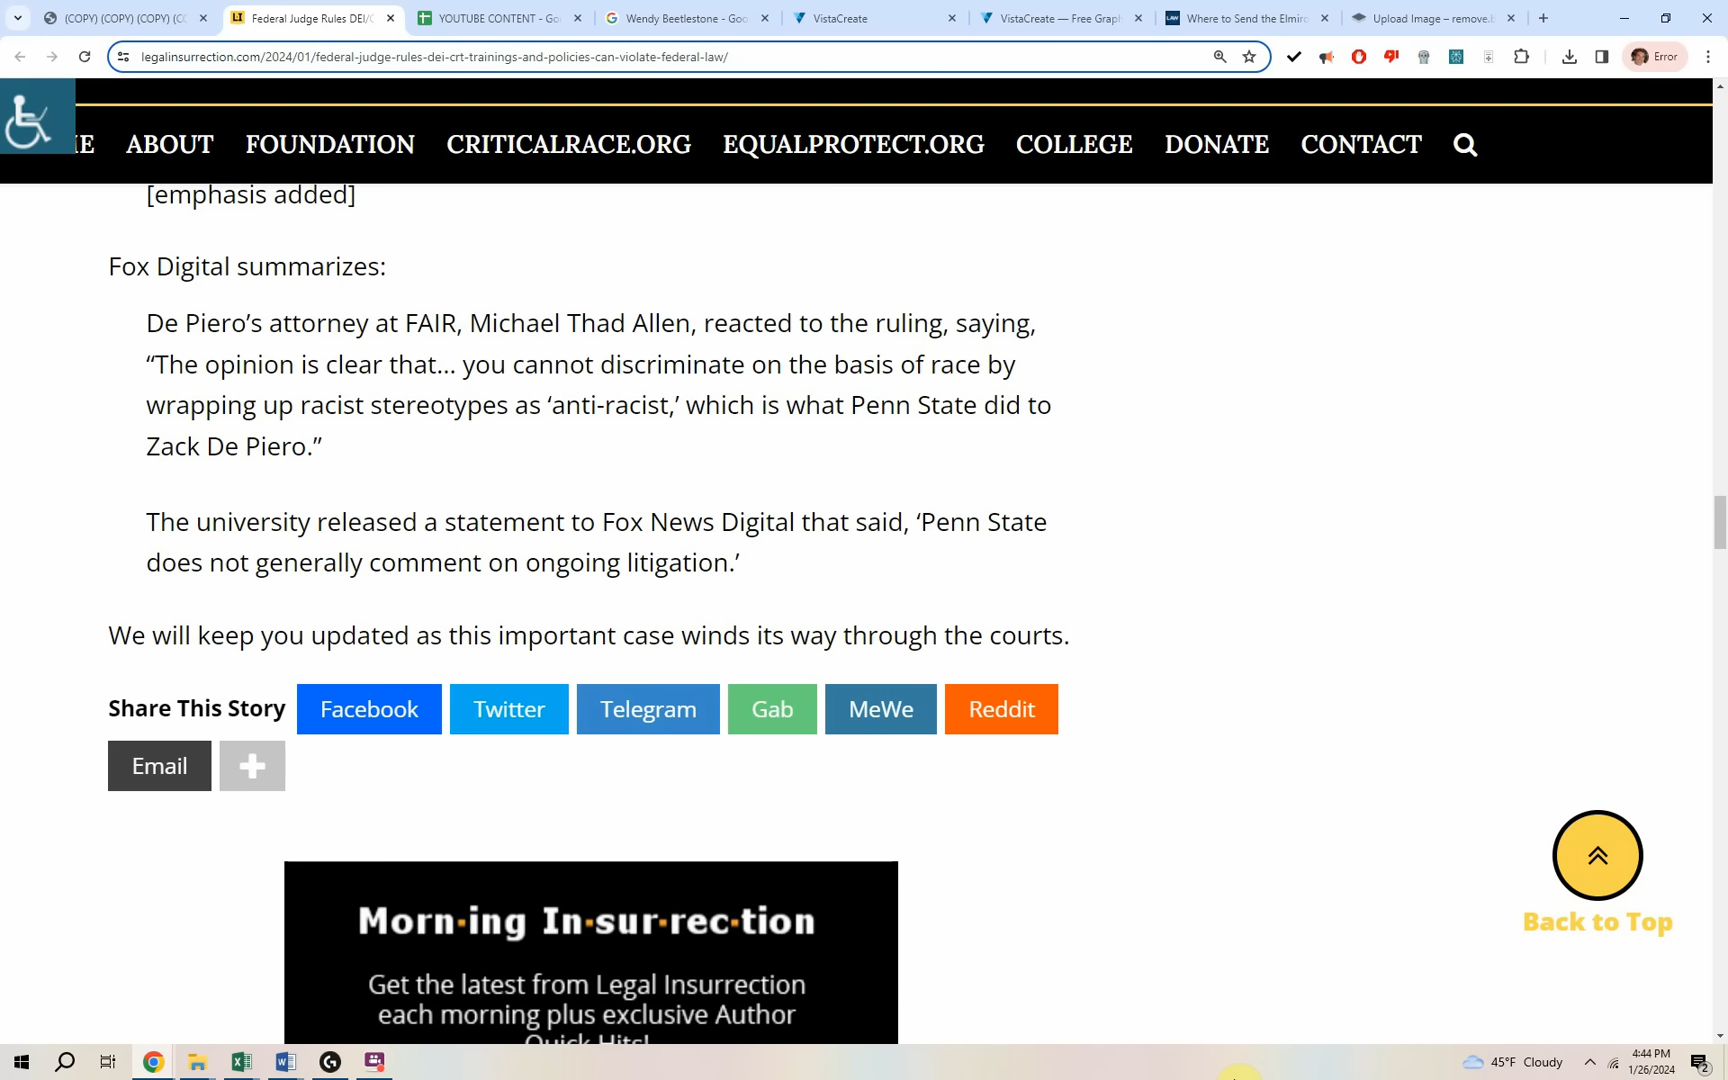 (COPY) (COPY) (COPY) (CC
Federal Judge Rules DEI/C
YOUTUBE CONTENT - Go
Wendy Beetlestone - Goo
VistaCreate
VistaCreate — Free Graph
Where to Send the Elmiro
Upload Image – remove.b
legalinsurrection.com/2024/01/federal-judge-rules-dei-crt-trainings-and-policies-can-violate-federal-law/
Error
ME ABOUT FOUNDATION CRITICALRACE.ORG EQUALPROTECT.ORG COLLEGE DONATE CONTACT
[emphasis added]
Fox Digital summarizes:
De Piero’s attorney at FAIR, Michael Thad Allen, reacted to the ruling, saying,
“The opinion is clear that… you cannot discriminate on the basis of race by
wrapping up racist stereotypes as ‘anti-racist,’ which is what Penn State did to
Zack De Piero.”
The university released a statement to Fox News Digital that said, ‘Penn State
does not generally comment on ongoing litigation.’
We will keep you updated as this important case winds its way through the courts.
Share This Story Facebook Twitter Telegram Gab MeWe Reddit
Email
Back to Top
Morn·ing In·sur·rec·tion
Get the latest from Legal Insurrection
each morning plus exclusive Author
Quick Hits!
45°F Cloudy
4:44 PM
1/26/2024
2